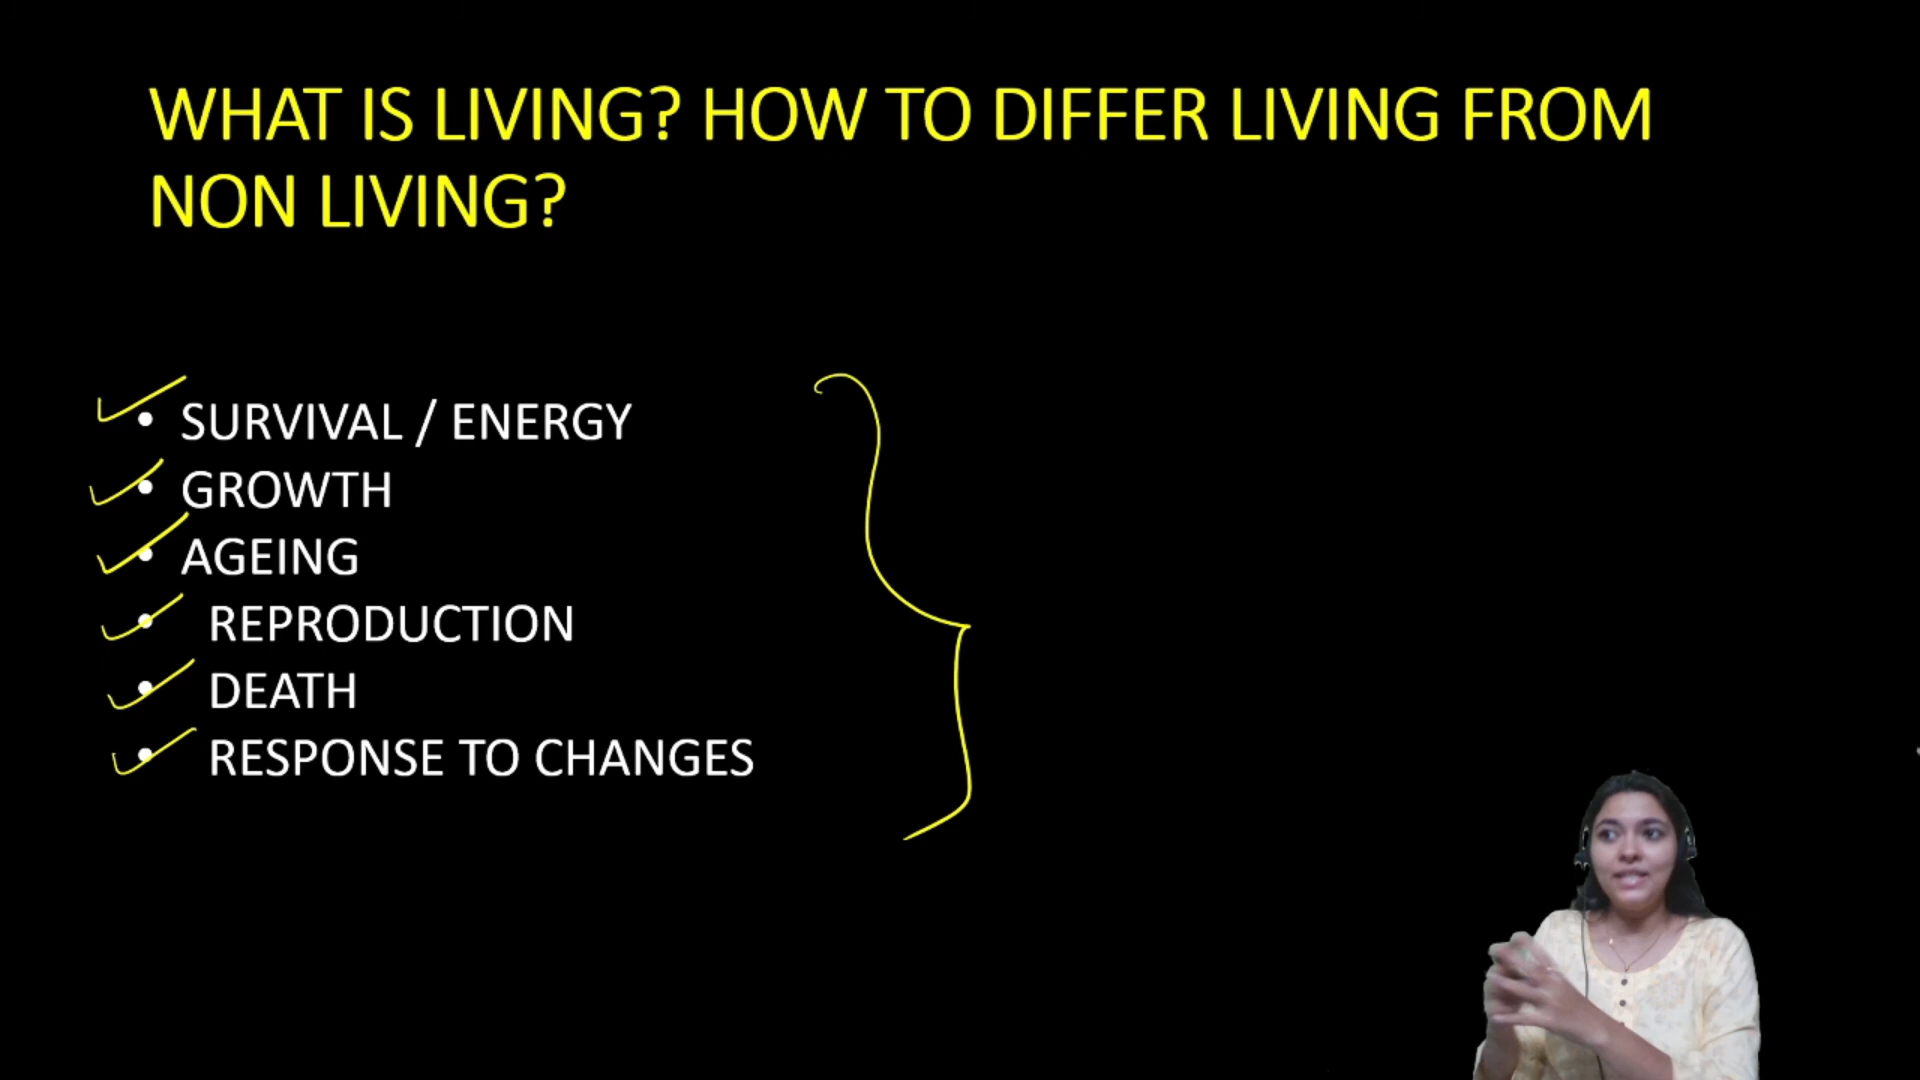 WHAT IS LIVING? HOW TO DIFFER LIVING FROM
NON LIVING?
• SURVIVAL / ENERGY
• GROWTH
• AGEING
• REPRODUCTION
• DEATH
• RESPONSE TO CHANGES